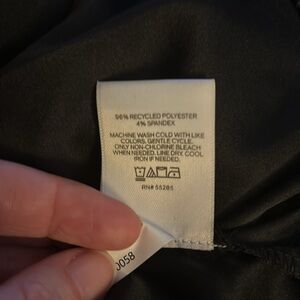 96% RECYCLED POLYESTER
4% SPANDEX
MACHINE WASH COLD WITH LIKE
COLORS, GENTLE CYCLE.
ONLY NON-CHLORINE BLEACH
WHEN NEEDED. LINE DRY, COOL
IRON IF NEEDED.
RN# 55285
0058